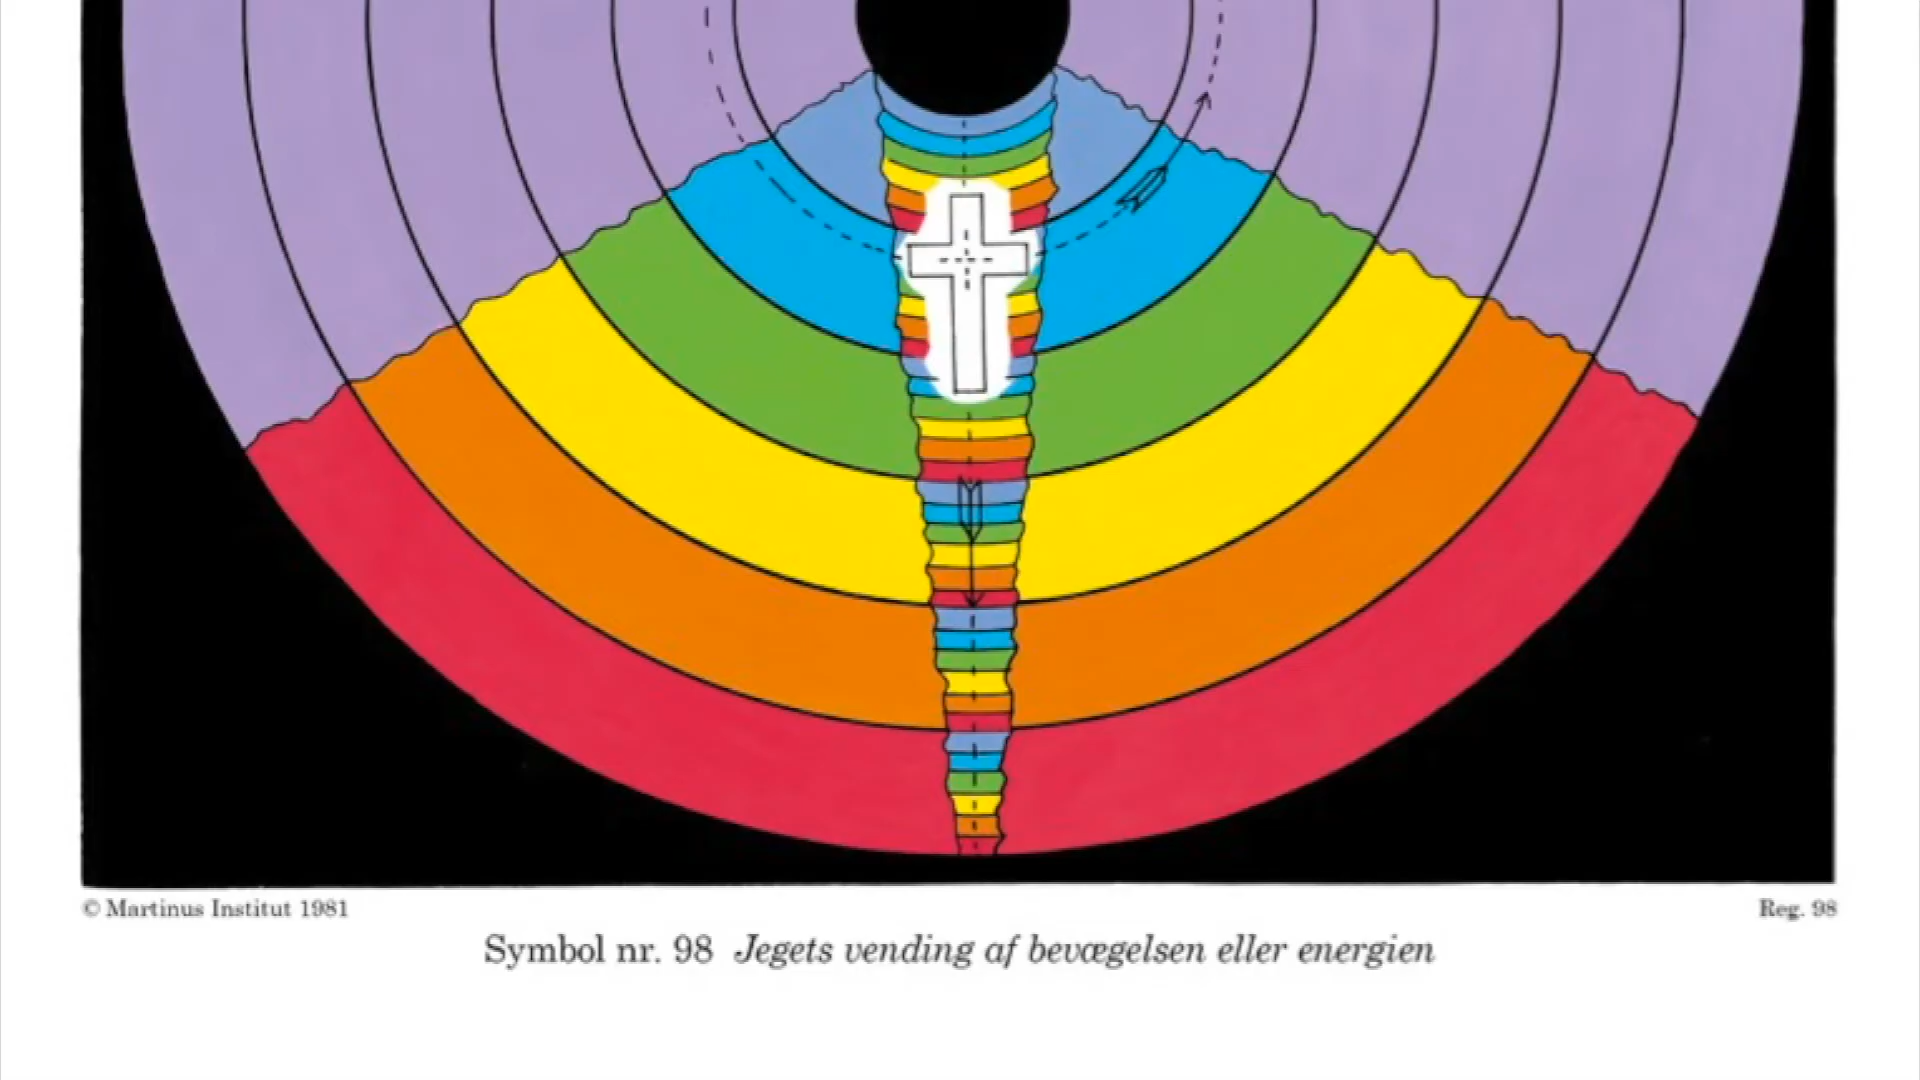 © Martinus Institut 1981
Reg. 98
Symbol nr. 98 Jegets vending af bevægelsen eller energien